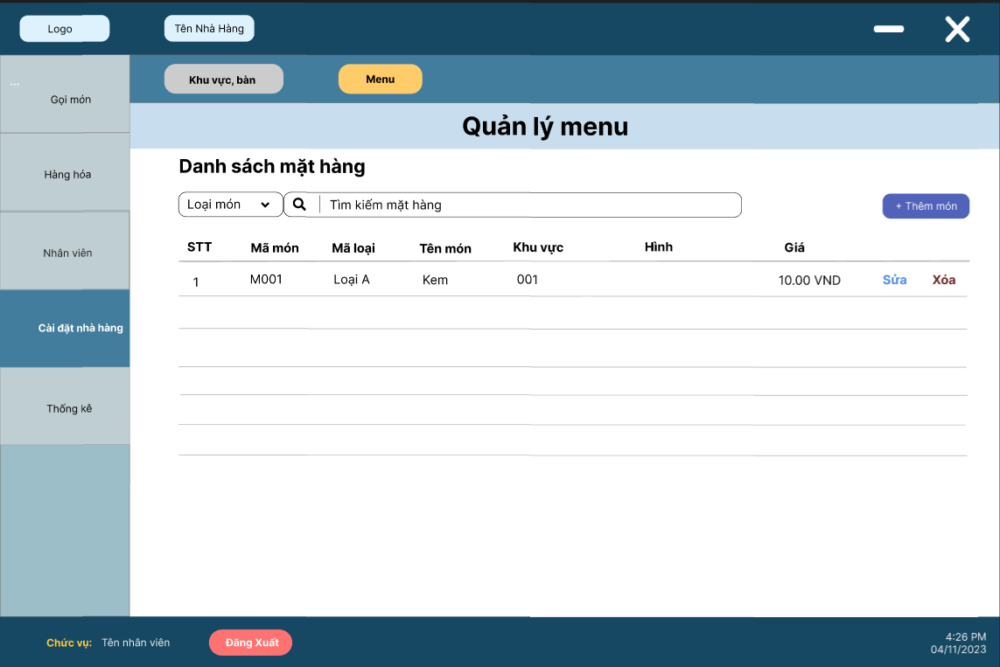 Logo
Tên Nhà Hàng
Khu vực, bàn
Menu
...
Gọi món
Hàng hóa
Nhân viên
Cài đặt nhà hàng
Thống kê
Quản lý menu
Danh sách mặt hàng
Loại món
Tìm kiếm mặt hàng
+ Thêm món
STT Mã món Mã loại Tên món Khu vực Hình Giá
1 M001 Loại A Kem 001 10.00 VND Sửa Xóa
Chức vụ: Tên nhân viên
Đăng Xuất
4:26 PM
04/11/2023